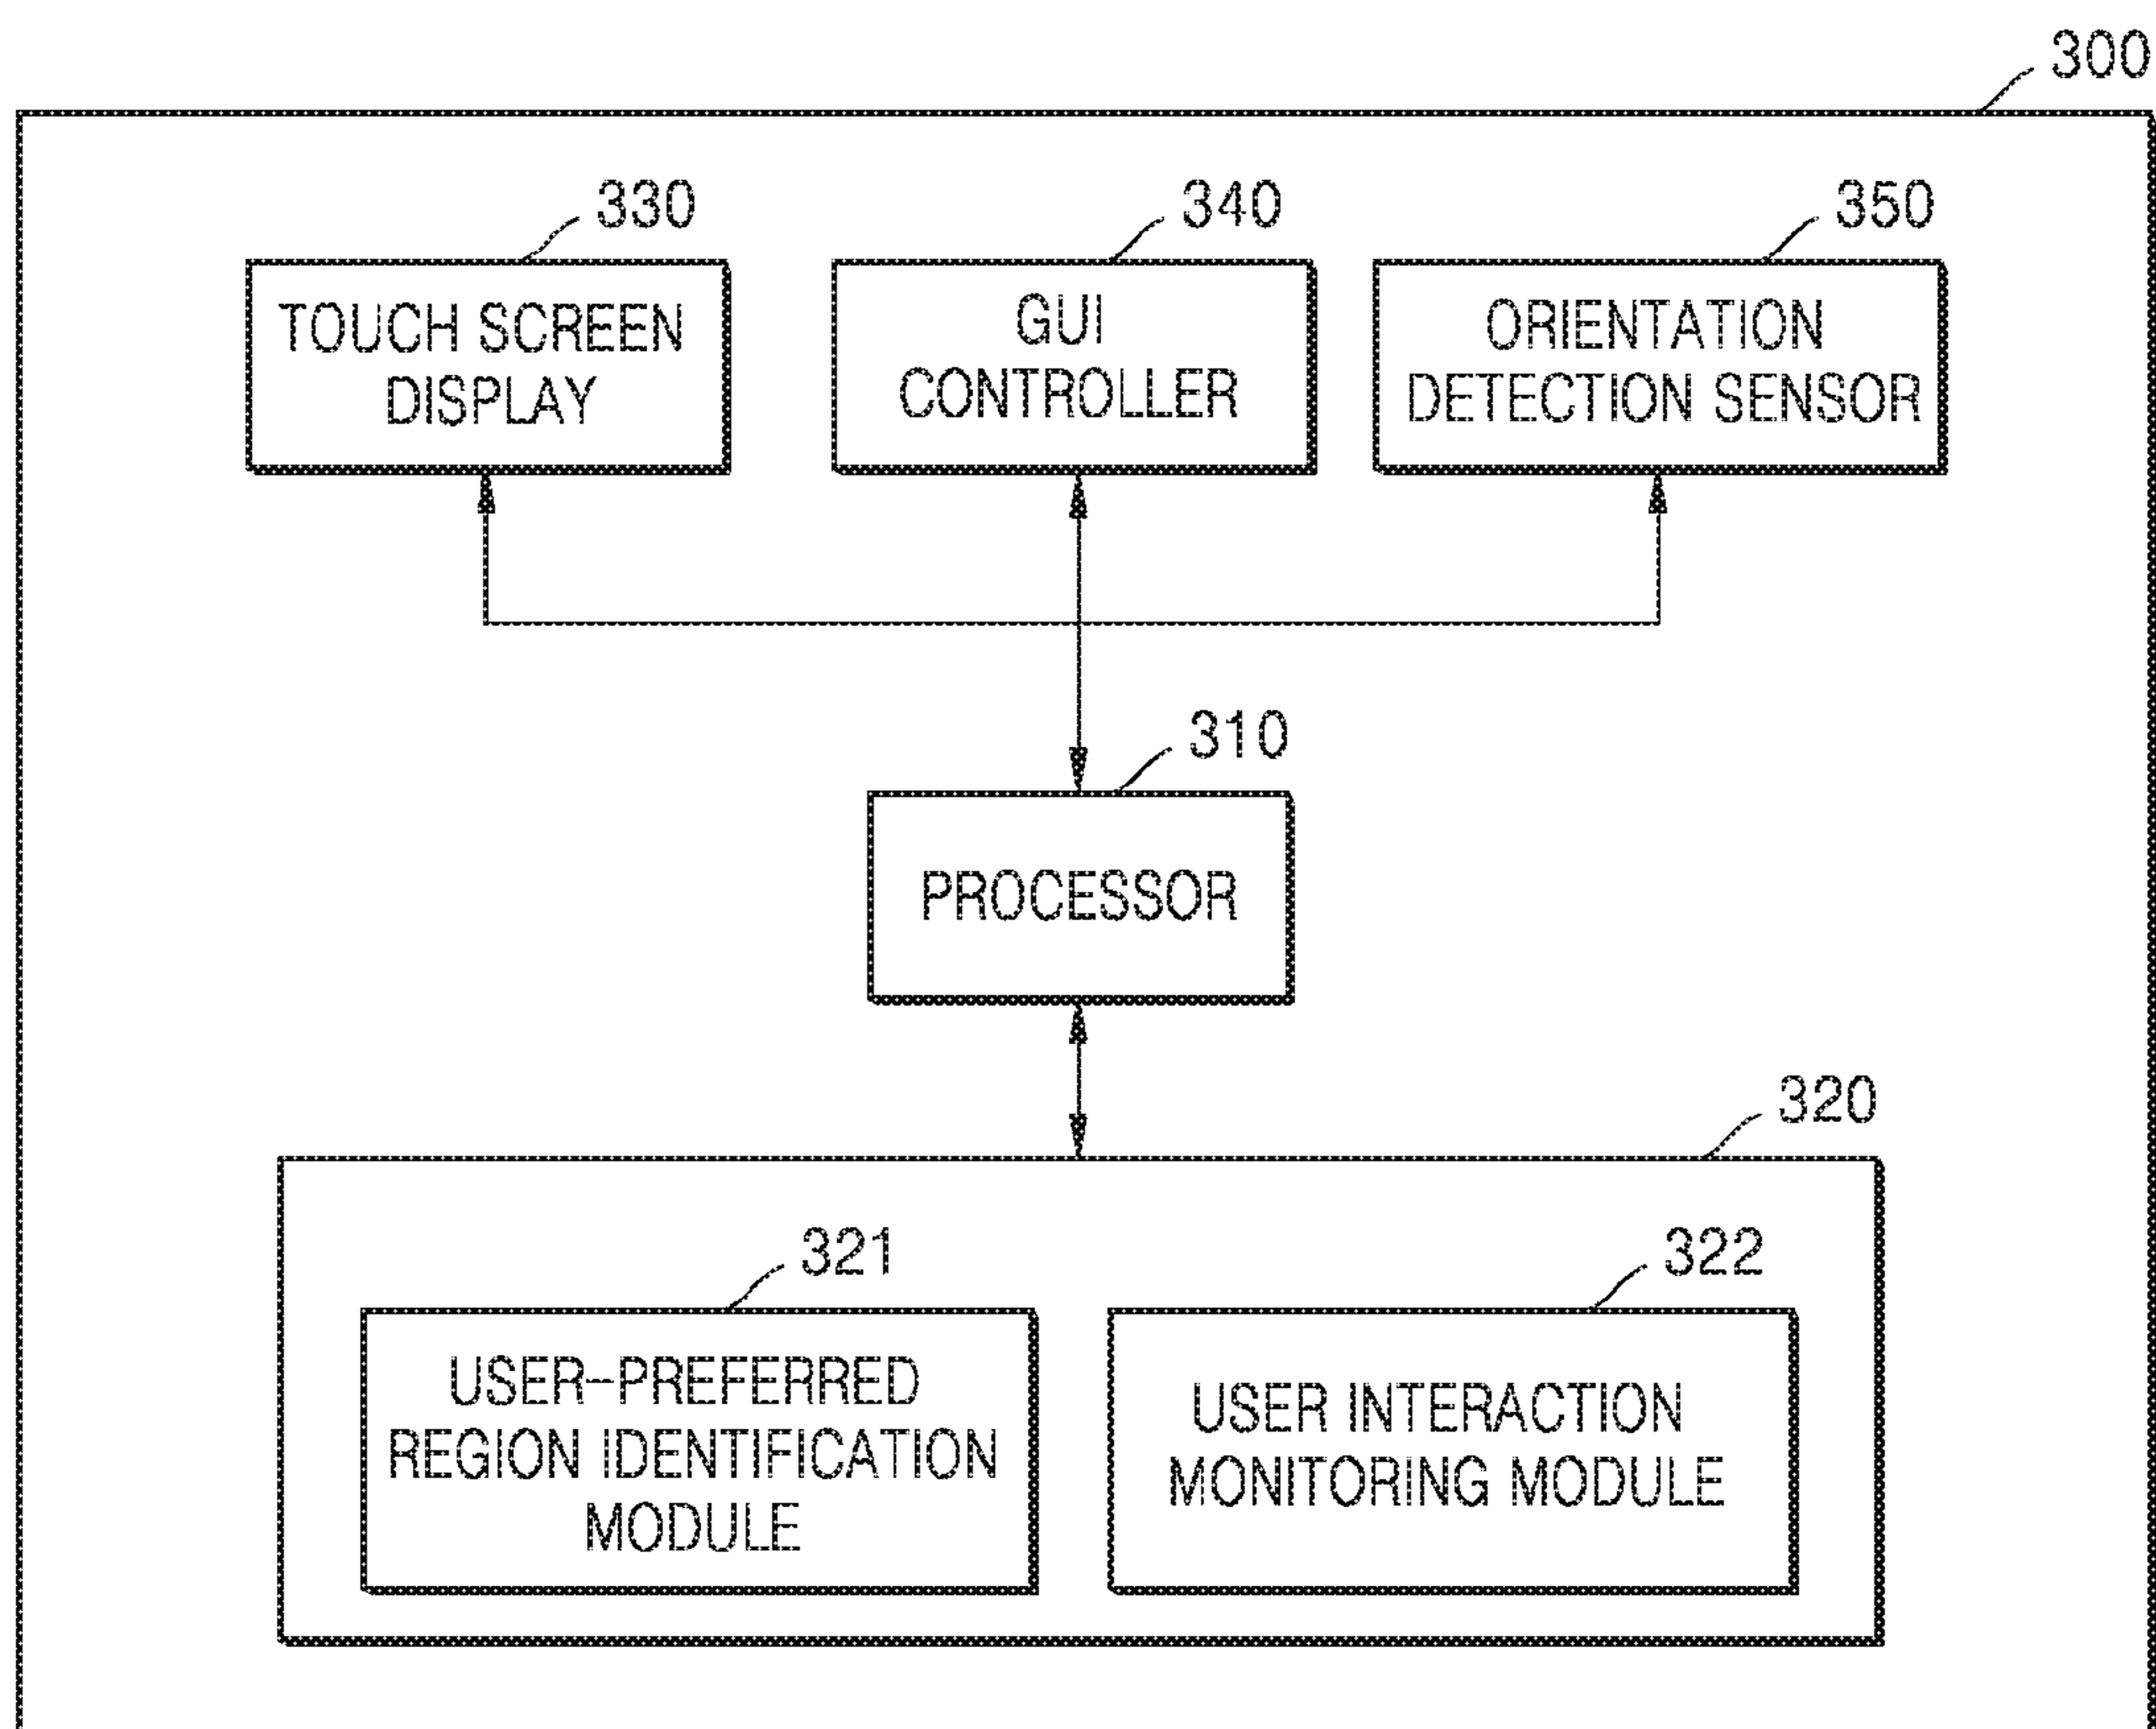 300
330
340
350
TOUCH SCREEN
DISPLAY
GUI
CONTROLLER
ORIENTATION
DETECTION SENSOR
310
PROCESSOR
320
321
322
USER-PREFERRED
REGION IDENTIFICATION
MODULE
USER INTERACTION
MONITORING MODULE